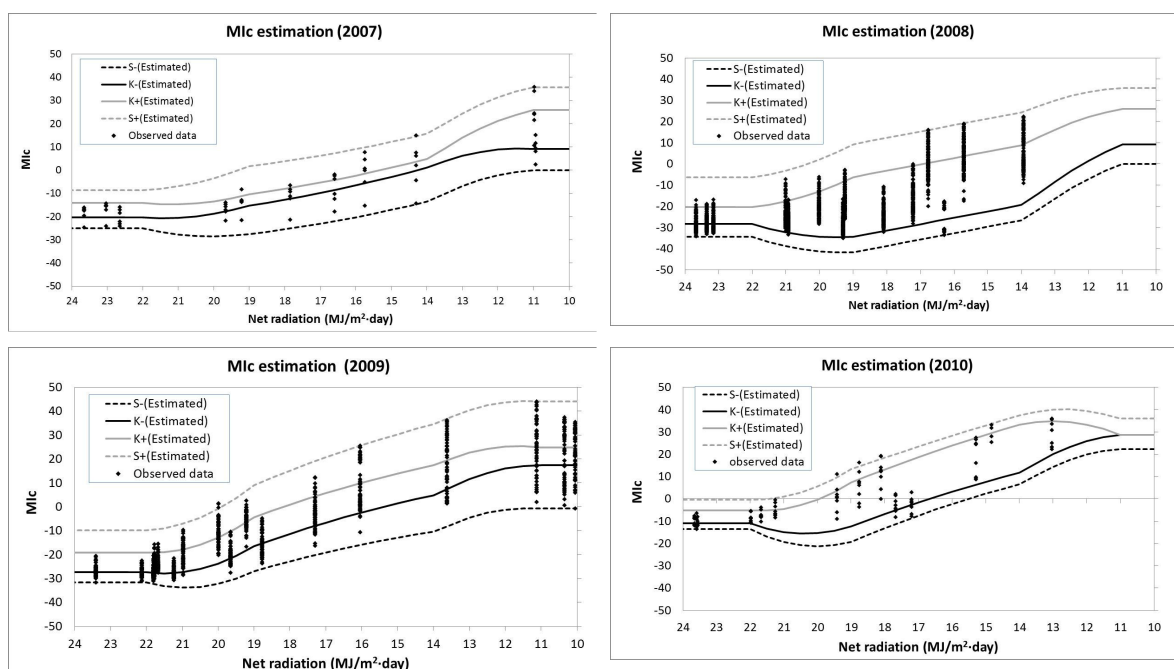 MIc estimation (2007)
50
40
30
20
10
0
-10
-20
-30
-40
-50
MIc
S-(Estimated)
K-(Estimated)
K+(Estimated)
S+(Estimated)
Observed data
24 23 22 21 20 19 18 17 16 15 14 11 10
Net radiation (MJ/m²·day)
MIc estimation (2008)
50
40
30
20
10
0
-10
-20
-30
-40
-50
MIc
S-(Estimated)
K-(Estimated)
K+(Estimated)
S+(Estimated)
Observed data
24 23 22 21 20 19 18 17 16 15 14 13 12 11 10
Net radiation (MJ/m²·day)
MIc estimation (2009)
50
40
30
20
10
0
-10
-20
-30
-40
-50
MIc
S-(Estimated)
K-(Estimated)
K+(Estimated)
S+(Estimated)
Observed data
24 23 22 21 20 19 18 17 16 15 14 13 12 11 10
Net radiation (MJ/m²·day)
MIc estimation (2010)
50
40
30
20
10
0
-10
-20
-30
-40
-50
MIc
S-(Estimated)
K-(Estimated)
K+(Estimated)
S+(Estimated)
observed data
24 23 22 21 20 19 18 17 16 15 14 13 12 11 10
Net radiation (MJ/m²·day)